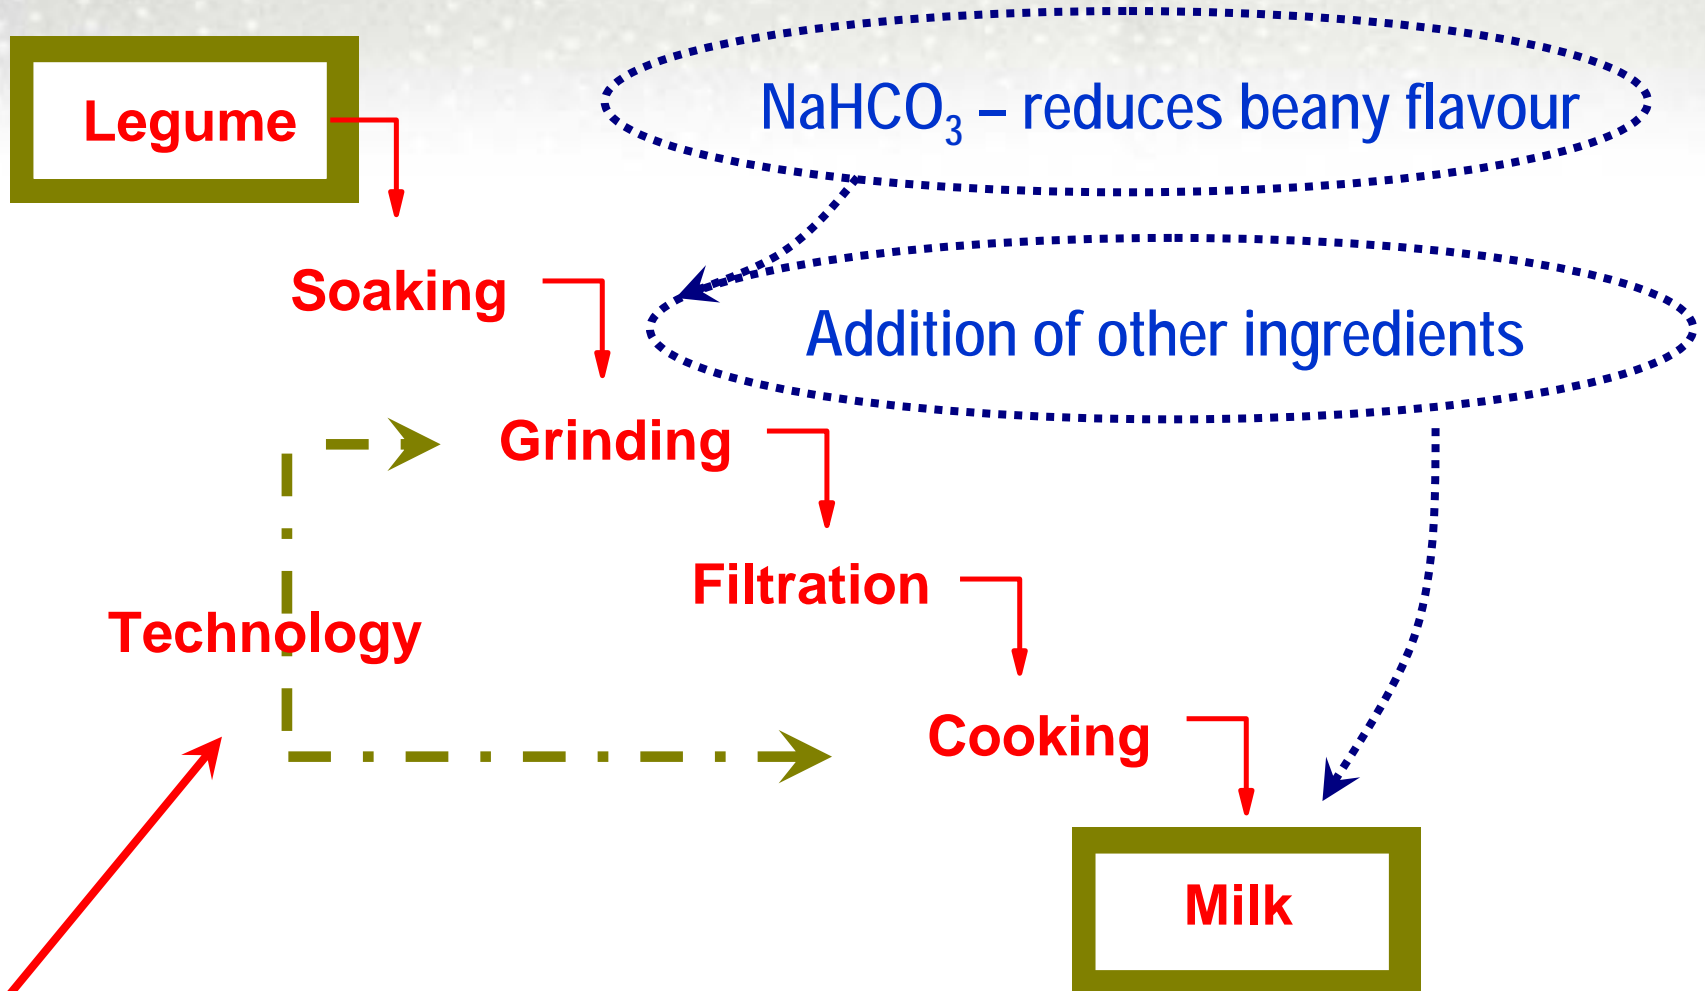 Legume
NaHCO₃ – reduces beany flavour
Soaking
Addition of other ingredients
Grinding
Filtration
Technology
Cooking
Milk